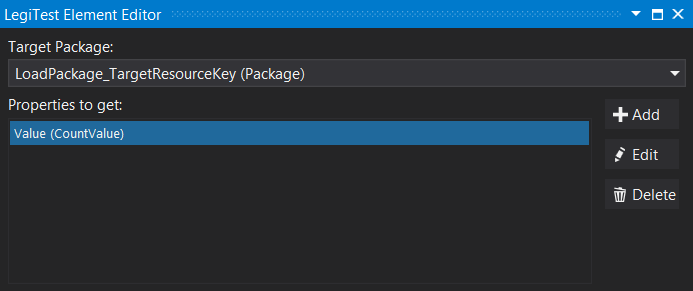 LegiTest Element Editor
Target Package:
LoadPackage_TargetResourceKey (Package)
Properties to get:
Value (CountValue)
Add
Edit
Delete